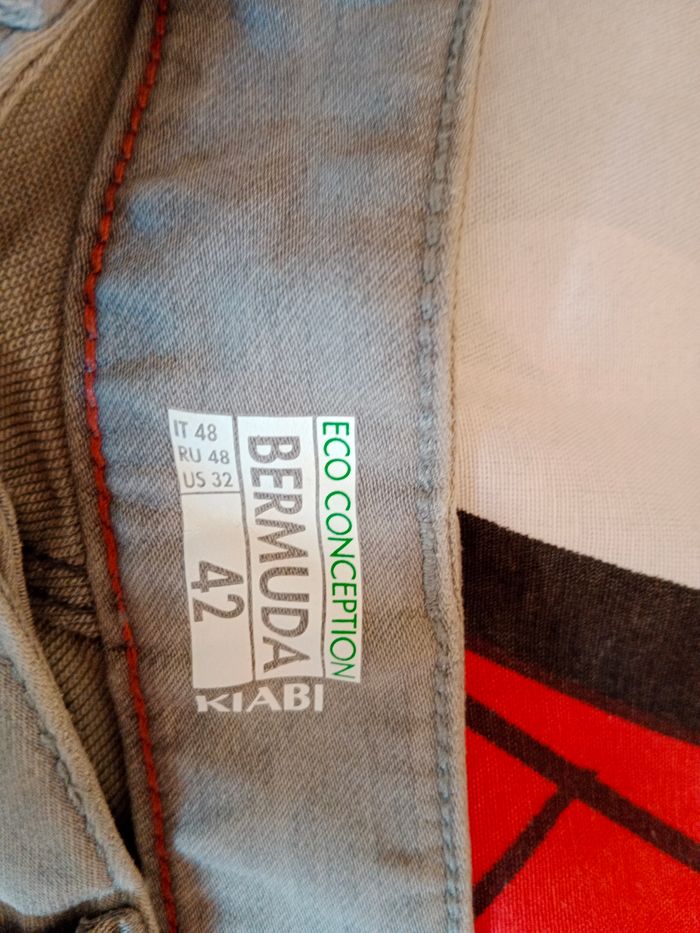 ECO CONCEPTION
BERMUDA
IT 48
RU 48
US 32
42
KIABI